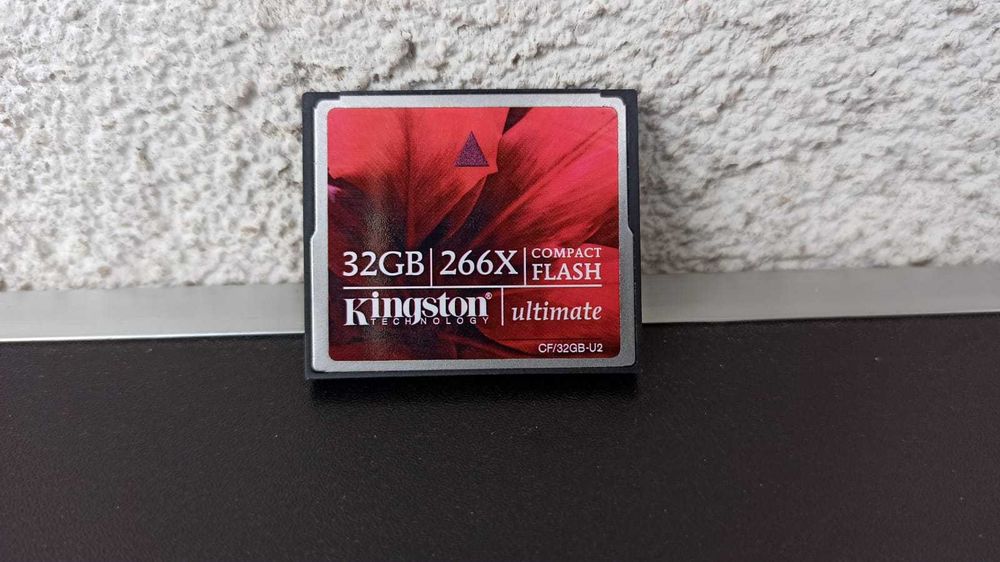 32GB 266X COMPACT FLASH
Kingston® ultimate
TECHNOLOGY
CF/32GB-U2